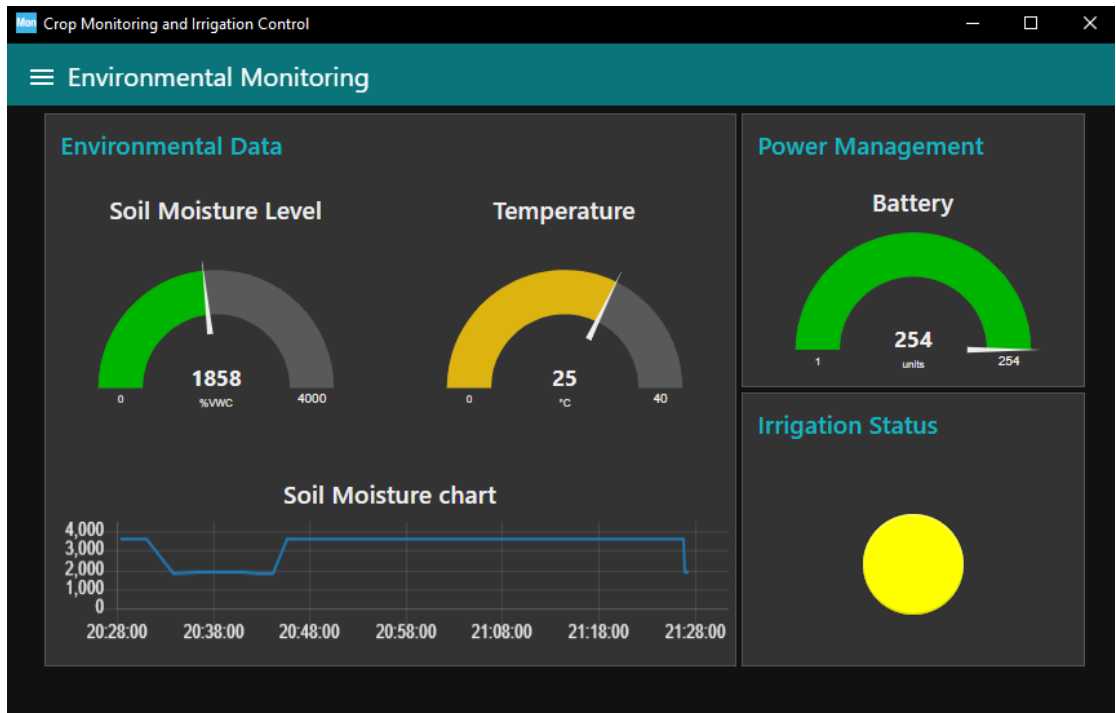 Mon Crop Monitoring and Irrigation Control
Environmental Monitoring
Environmental Data
Soil Moisture Level
1858
%VWC
0
4000
Temperature
25
°C
0
40
Soil Moisture chart
4,000
3,000
2,000
1,000
0
20:28:00 20:38:00 20:48:00 20:58:00 21:08:00 21:18:00 21:28:00
Power Management
Battery
254
units
1
254
Irrigation Status